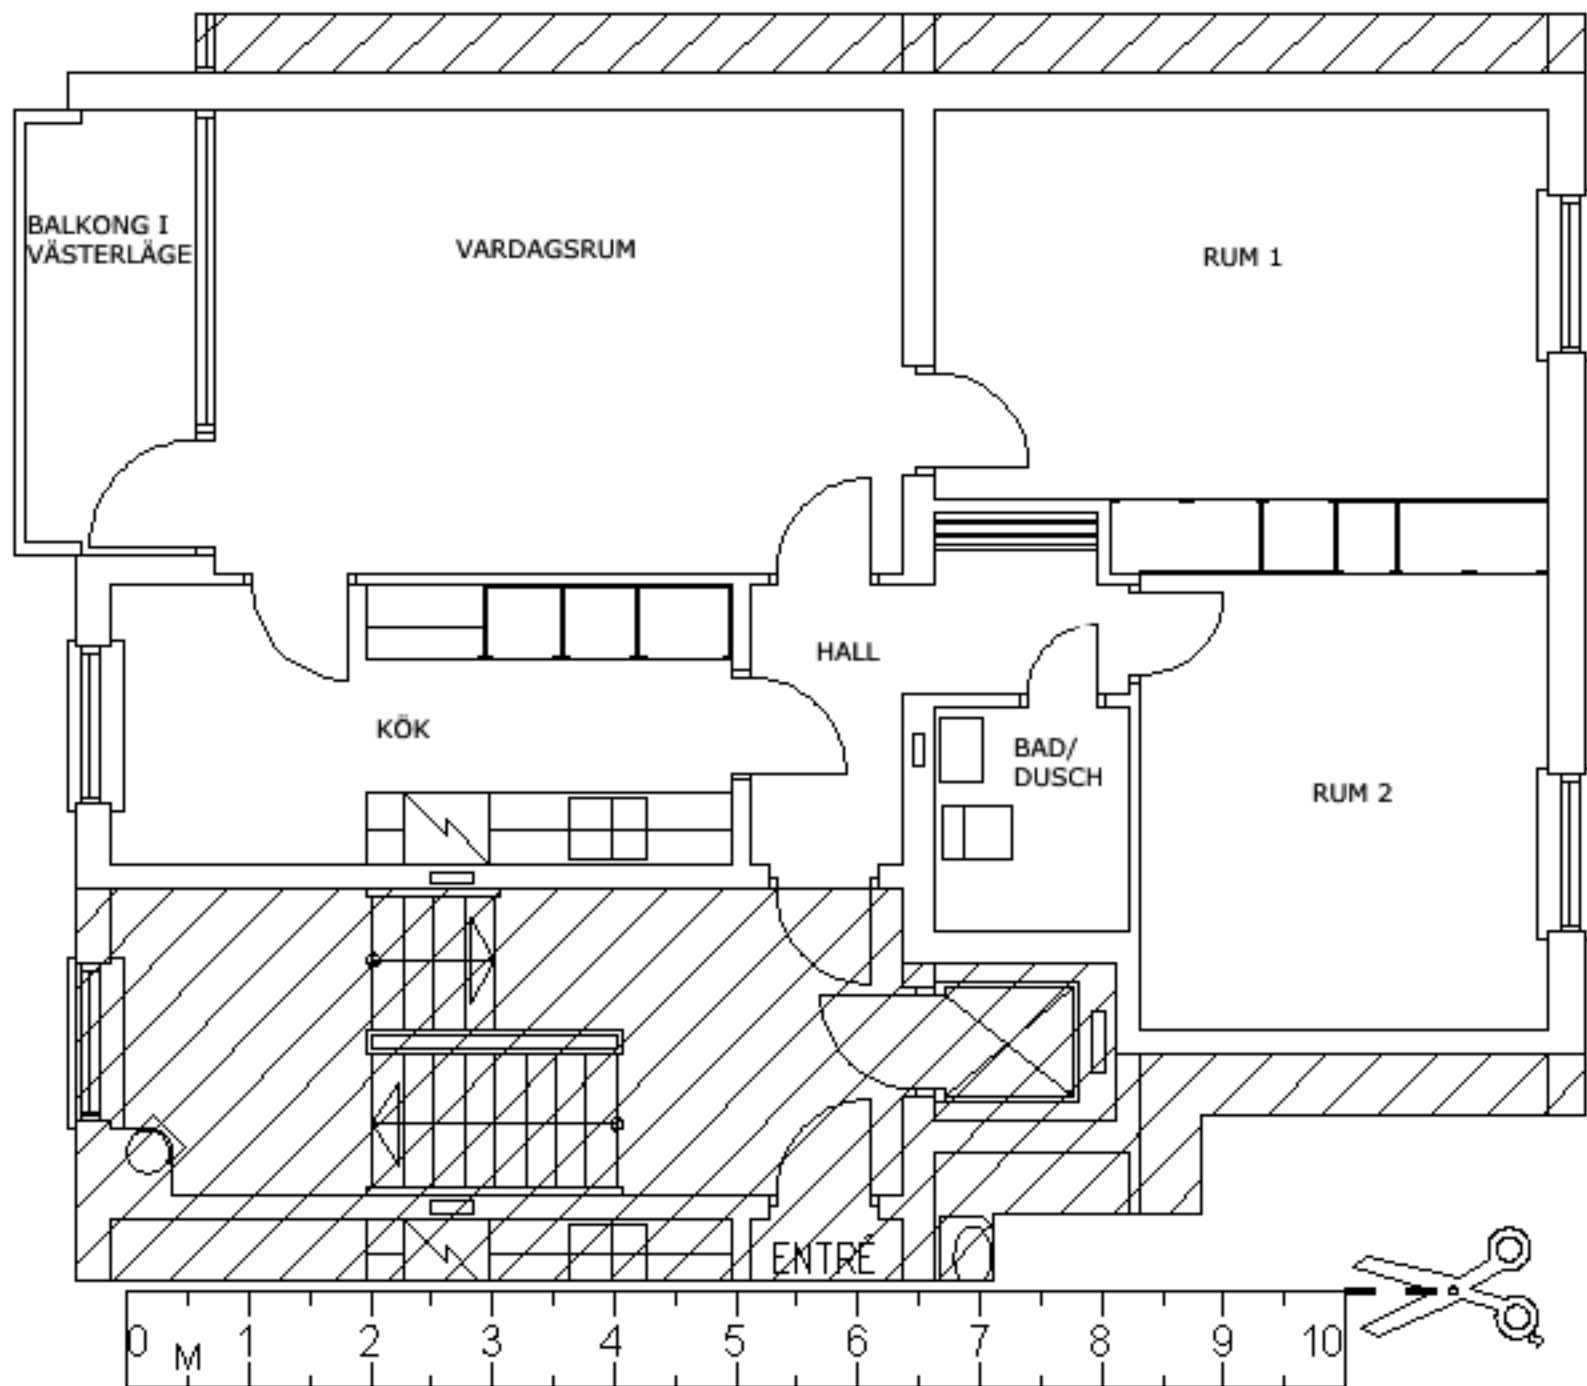 BALKONG I
VÄSTERLÄGE
VARDAGSRUM
RUM 1
HALL
KÖK
BAD/
DUSCH
RUM 2
ENTRÉ
0 M 1 2 3 4 5 6 7 8 9 10